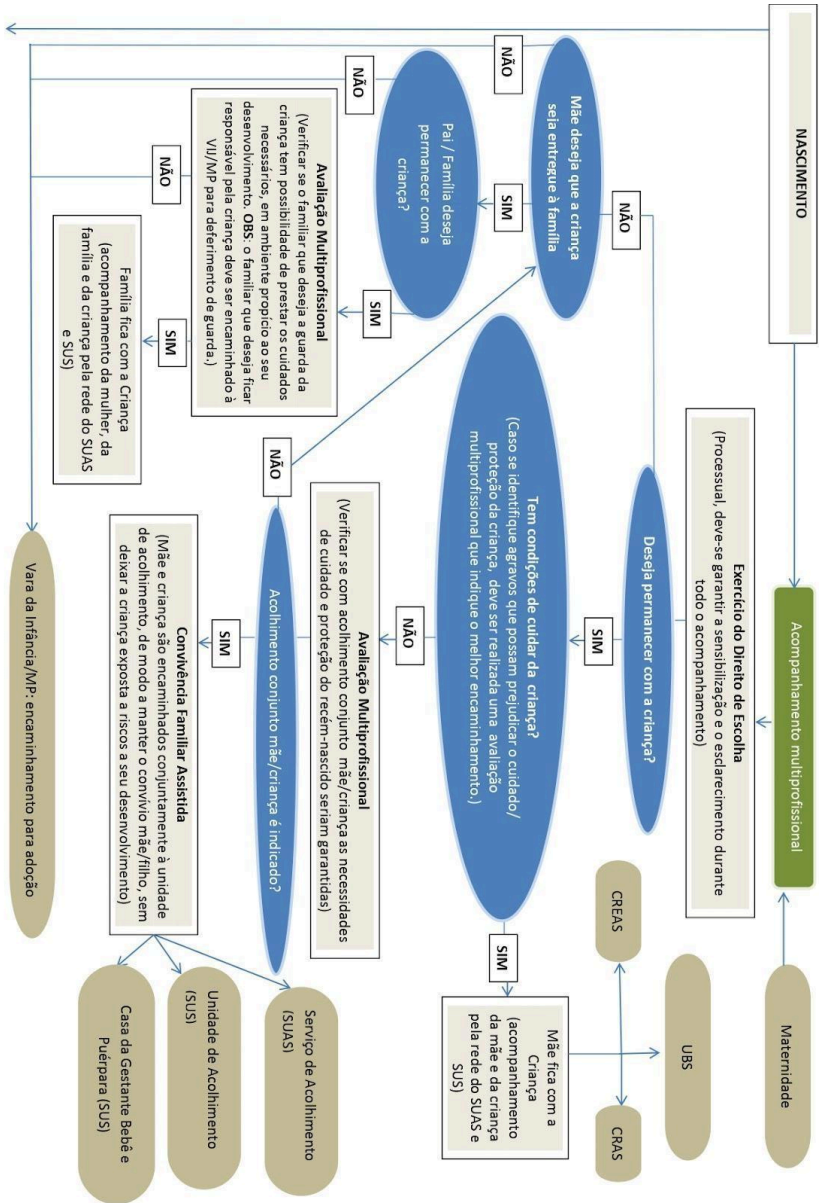 NASCIMENTO
Acompanhamento multiprofissional
Maternidade
Exercício do Direito de Escolha
(Processual, deve-se garantir a sensibilização e o esclarecimento durante
todo o acompanhamento)
Deseja permanecer com a criança?
NÃO
SIM
Mãe deseja que a criança
seja entregue à família
NÃO
SIM
Pai / Família deseja
permanecer com a
criança?
NÃO
SIM
Avaliação Multiprofissional
(Verificar se o familiar que deseja a guarda da
criança tem possibilidade de prestar os cuidados
necessários, em ambiente propício ao seu
desenvolvimento. OBS: o familiar que deseja ficar
responsável pela criança deve ser encaminhado à
VIJ/MP para deferimento de guarda.)
NÃO
SIM
Família fica com a Criança
(acompanhamento da mulher, da
família e da criança pela rede do SUAS
e SUS)
Tem condições de cuidar da criança?
(Caso se identifique agravos que possam prejudicar o cuidado/
proteção da criança, deve ser realizada uma avaliação
multiprofissional que indique o melhor encaminhamento.)
SIM
Mãe fica com a
Criança
(acompanhamento
da mãe e da criança
pela rede do SUAS e
SUS)
CREAS
UBS
CRAS
NÃO
Avaliação Multiprofissional
(Verificar se com acolhimento conjunto mãe/criança as necessidades
de cuidado e proteção do recém-nascido seriam garantidas)
Acolhimento conjunto mãe/criança é indicado?
NÃO
SIM
Convivência Familiar Assistida
(Mãe e criança são encaminhados conjuntamente à unidade
de acolhimento, de modo a manter o convívio mãe/filho, sem
deixar a criança exposta a riscos a seu desenvolvimento)
Serviço de Acolhimento
(SUAS)
Unidade de Acolhimento
(SUS)
Casa da Gestante Bebê e
Puérpara (SUS)
Vara da Infância/MP: encaminhamento para adoção